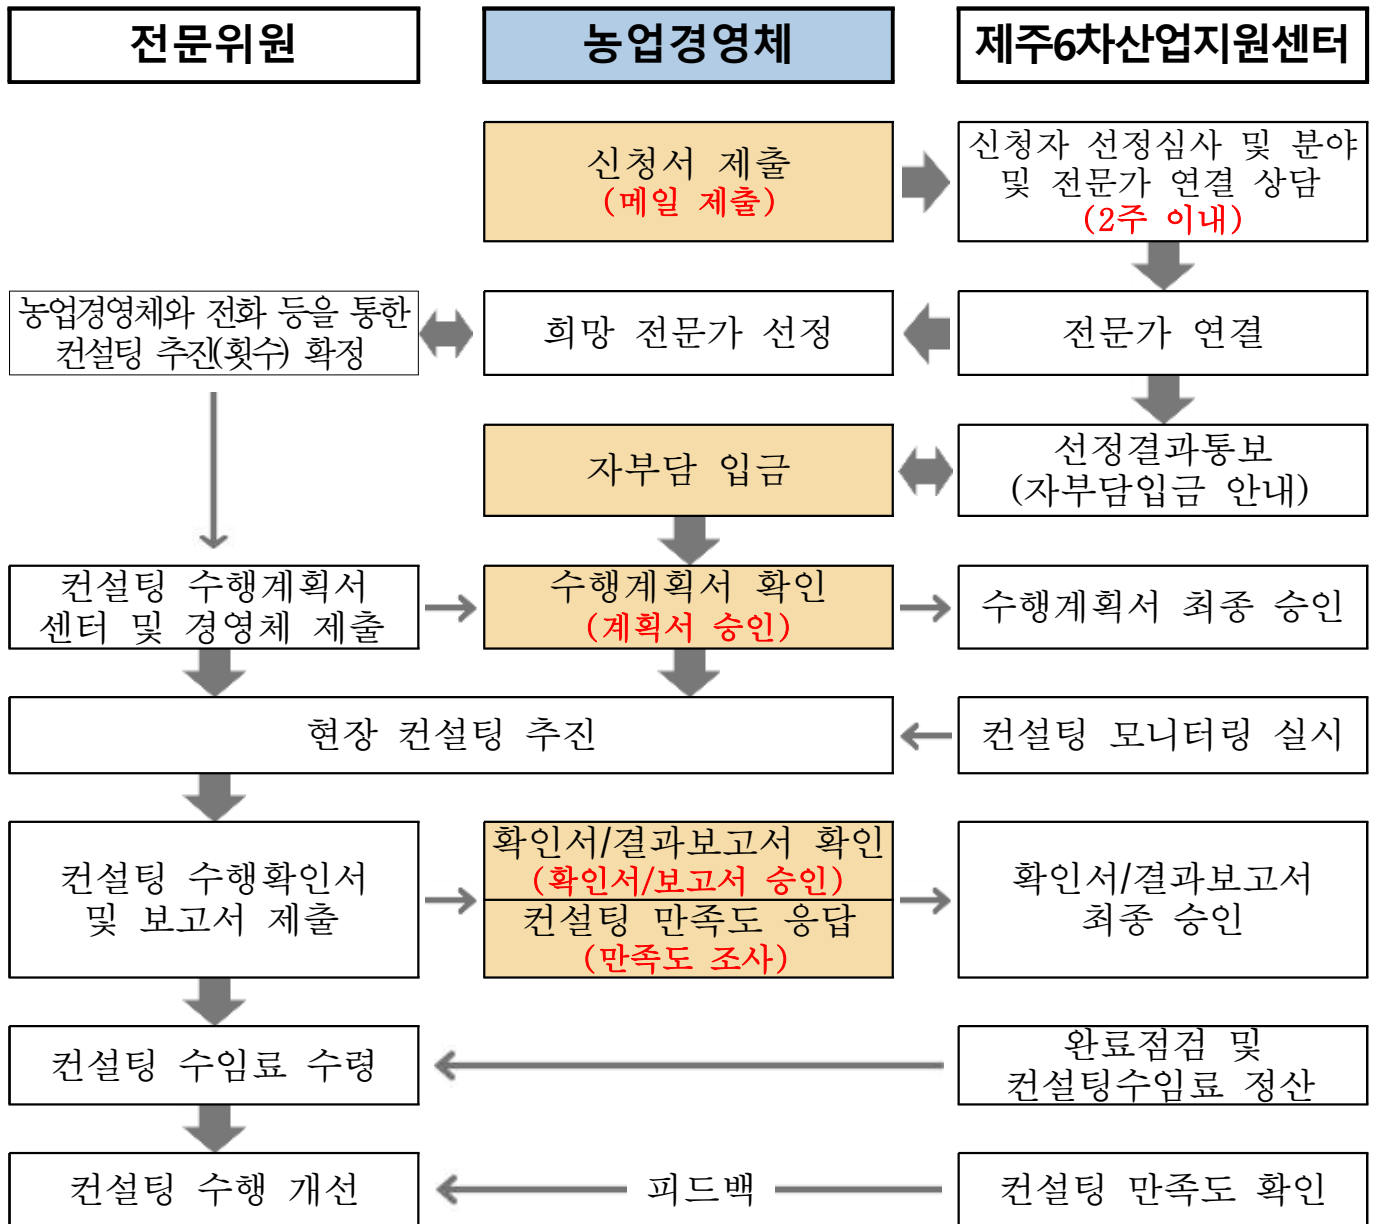 전문위원
농업경영체
제주6차산업지원센터
신청서 제출
(메일 제출)
신청자 선정심사 및 분야
및 전문가 연결 상담
(2주 이내)
농업경영체와 전화 등을 통한
컨설팅 추진(횟수) 확정
희망 전문가 선정
전문가 연결
자부담 입금
선정결과통보
(자부담입금 안내)
컨설팅 수행계획서
센터 및 경영체 제출
수행계획서 확인
(계획서 승인)
수행계획서 최종 승인
현장 컨설팅 추진
컨설팅 모니터링 실시
컨설팅 수행확인서
및 보고서 제출
확인서/결과보고서 확인
(확인서/보고서 승인)
컨설팅 만족도 응답
(만족도 조사)
확인서/결과보고서
최종 승인
컨설팅 수임료 수령
완료점검 및
컨설팅수임료 정산
컨설팅 수행 개선
피드백
컨설팅 만족도 확인